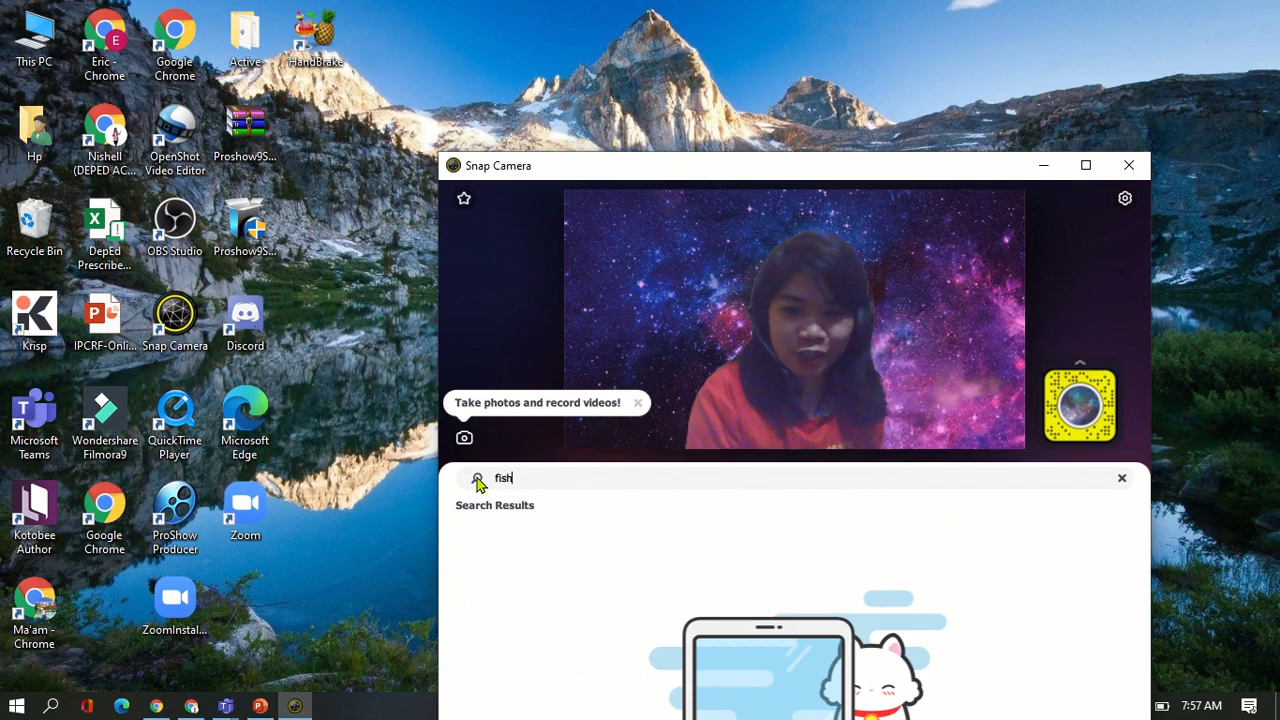 This PC
Eric -
Chrome
Google
Chrome
Active
HandBrake
Hp
Nishell
(DEPED AC...
OpenShot
Video Editor
Proshow9S...
Recycle Bin
DepEd
Prescribe...
OBS Studio
Proshow9S...
Krisp
IPCRF-Onli...
Snap Camera
Discord
Microsoft
Teams
Wondershare
Filmora9
QuickTime
Player
Microsoft
Edge
Kotobee
Author
Google
Chrome
ProShow
Producer
Zoom
Ma'am -
Chrome
ZoomInstal...
Snap Camera
Take photos and record videos!
fish
Search Results
7:57 AM